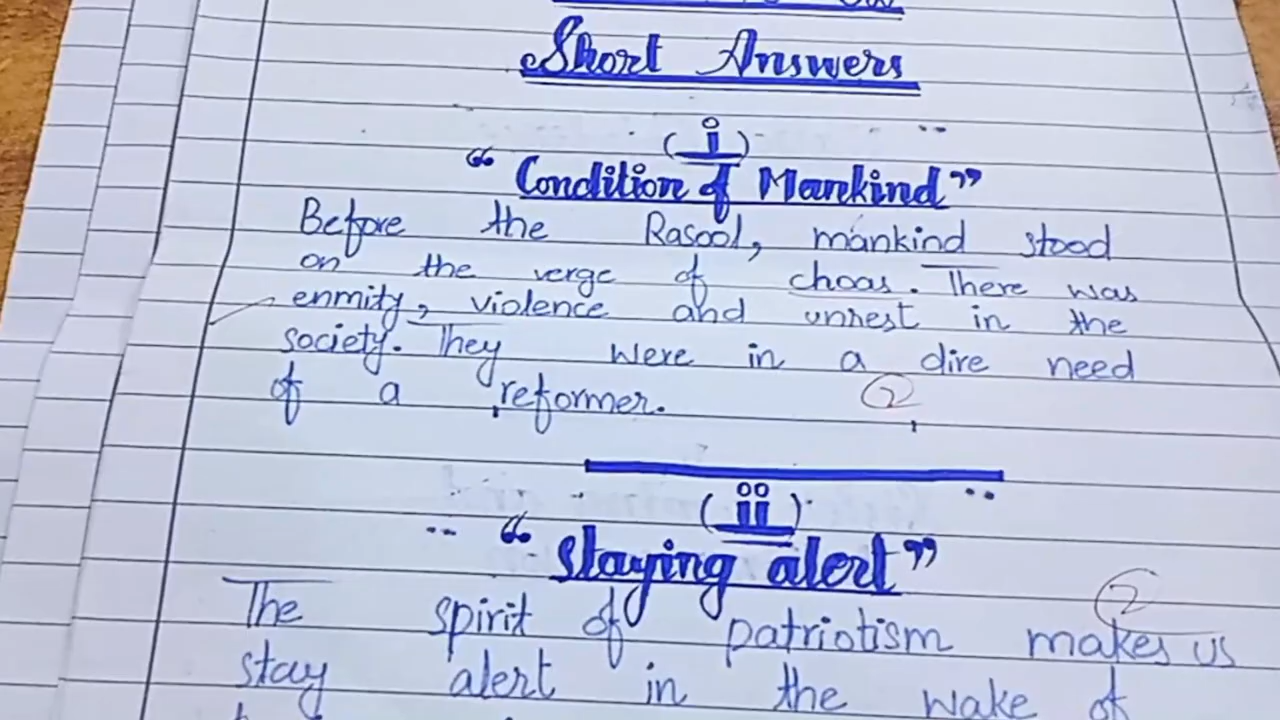 Short Answers
(i)
“Condition of Mankind”
Before the Rasool, mankind stood
on the verge of choas. There was
enmity, violence and unrest in the
society. They were in a dire need
of a reformer. 2
(ii)
“Staying alert”
2
The spirit of patriotism makes us
stay alert in the wake of